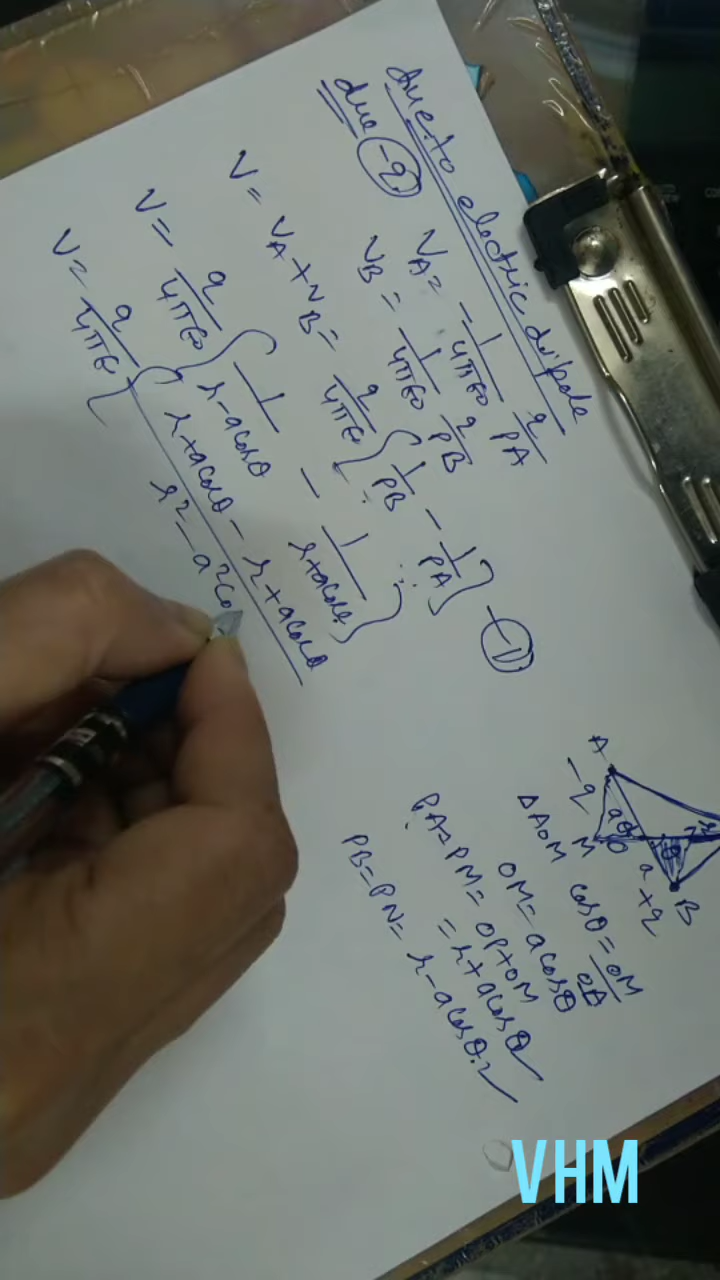 Due to electric dipole
due -q
VA = - 1/4πε0 q/PA
VB = 1/4πε0 q/PB
V = VA + VB = q/4πε0 { 1/PB - 1/PA } - ①
V = q/4πε0 { 1/r-acosθ - 1/r+acosθ }
V = q/4πε { r+acosθ - r+acosθ / r² - a²co
A
-q
a
θ
O
M
N
θ
a
+q
B
ΔAOM cosθ = OM/OA
OM = acosθ
PA = PM = OP+OM
= r+acosθ
PB = PN = r-acosθ.
VHM